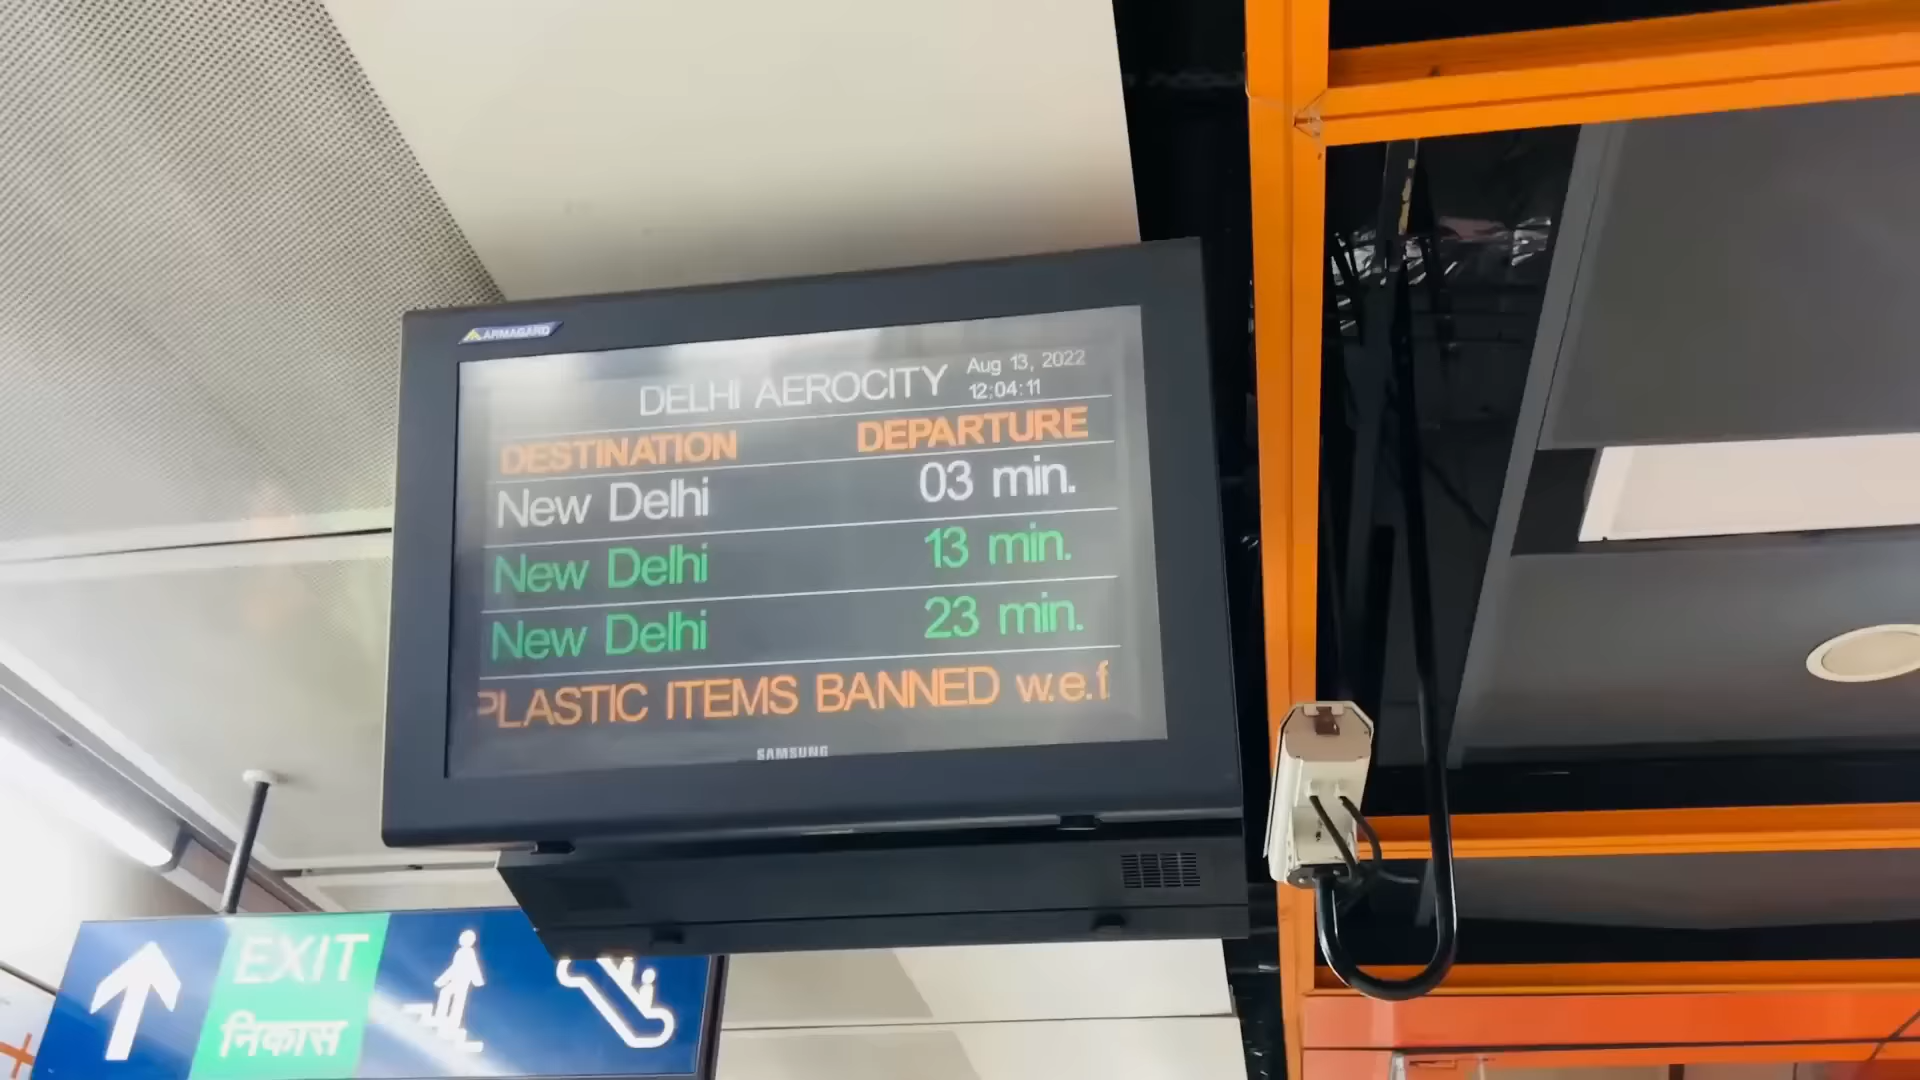 ARMAGARD
DELHI AEROCITY
Aug 13, 2022
12:04:11
DESTINATION DEPARTURE
New Delhi 03 min.
New Delhi 13 min.
New Delhi 23 min.
PLASTIC ITEMS BANNED w.e.f
SAMSUNG
EXIT
निकास